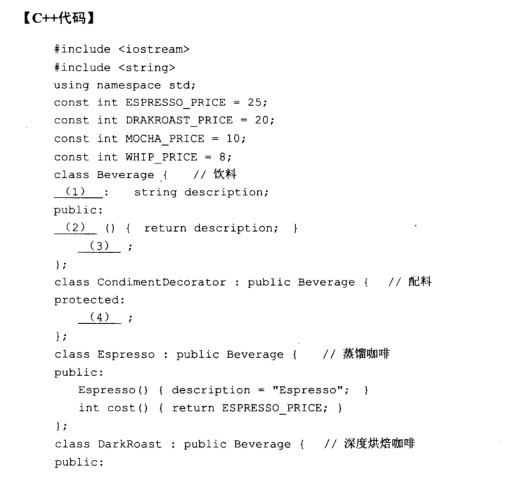 【C++代码】
#include <iostream>
#include <string>
using namespace std;
const int ESPRESSO_PRICE = 25;
const int DRAKROAST_PRICE = 20;
const int MOCHA_PRICE = 10;
const int WHIP_PRICE = 8;
class Beverage {    // 饮料
（1）:    string description;
public:
（2） () {  return description;  }
（3） ;
};
class CondimentDecorator : public Beverage {   // 配料
protected:
（4） ;
};
class Espresso : public Beverage {    // 蒸馏咖啡
public:
Espresso() { description = "Espresso";  }
int cost() { return ESPRESSO_PRICE; }
};
class DarkRoast : public Beverage {   // 深度烘焙咖啡
public: